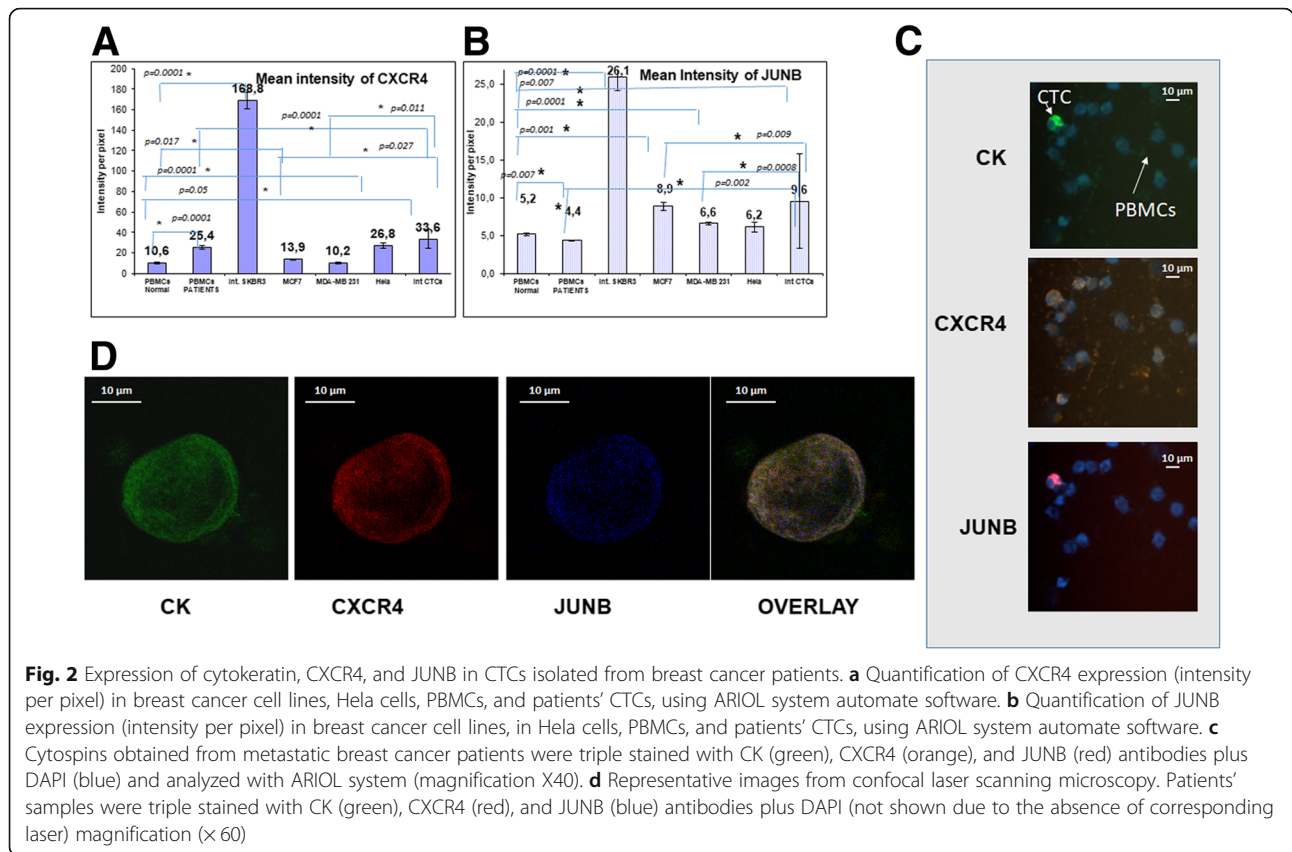 A
Mean intensity of CXCR4
Intensity per pixel
200
180
160
140
120
100
80
60
40
20
0
p=0.0001 *
168,8
* p=0.011
p=0.0001 *
p=0.017 *
* p=0.027
p=0.0001 *
p=0.05 *
* p=0.0001
10,6
25,4
13,9
10,2
26,8
33,6
PBMCs Normal
PBMCs PATIENTS
Int. SKBR3
MCF7
MDA-MB 231
Hela
Int CTCs
B
Mean Intensity of JUNB
Intensity per pixel
25,0
20,0
15,0
10,0
5,0
0,0
p=0.0001 *
26,1
p=0.007 *
p=0.0001 *
p=0.001 *
* p=0.009
p=0.007 *
* p=0.0008
* p=0.002
*
5,2
4,4
8,9
6,6
6,2
9,6
PBMCs Normal
PBMCs PATIENTS
Int. SKBR3
MCF7
MDA-MB 231
Hela
Int CTCs
C
CTC
10 µm
CK
PBMCs
10 µm
CXCR4
10 µm
JUNB
D
10 µm
10 µm
10 µm
10 µm
CK
CXCR4
JUNB
OVERLAY
Fig. 2 Expression of cytokeratin, CXCR4, and JUNB in CTCs isolated from breast cancer patients. a Quantification of CXCR4 expression (intensity
per pixel) in breast cancer cell lines, Hela cells, PBMCs, and patients’ CTCs, using ARIOL system automate software. b Quantification of JUNB
expression (intensity per pixel) in breast cancer cell lines, in Hela cells, PBMCs, and patients’ CTCs, using ARIOL system automate software. c
Cytospins obtained from metastatic breast cancer patients were triple stained with CK (green), CXCR4 (orange), and JUNB (red) antibodies plus
DAPI (blue) and analyzed with ARIOL system (magnification X40). d Representative images from confocal laser scanning microscopy. Patients’
samples were triple stained with CK (green), CXCR4 (red), and JUNB (blue) antibodies plus DAPI (not shown due to the absence of corresponding
laser) magnification (× 60)